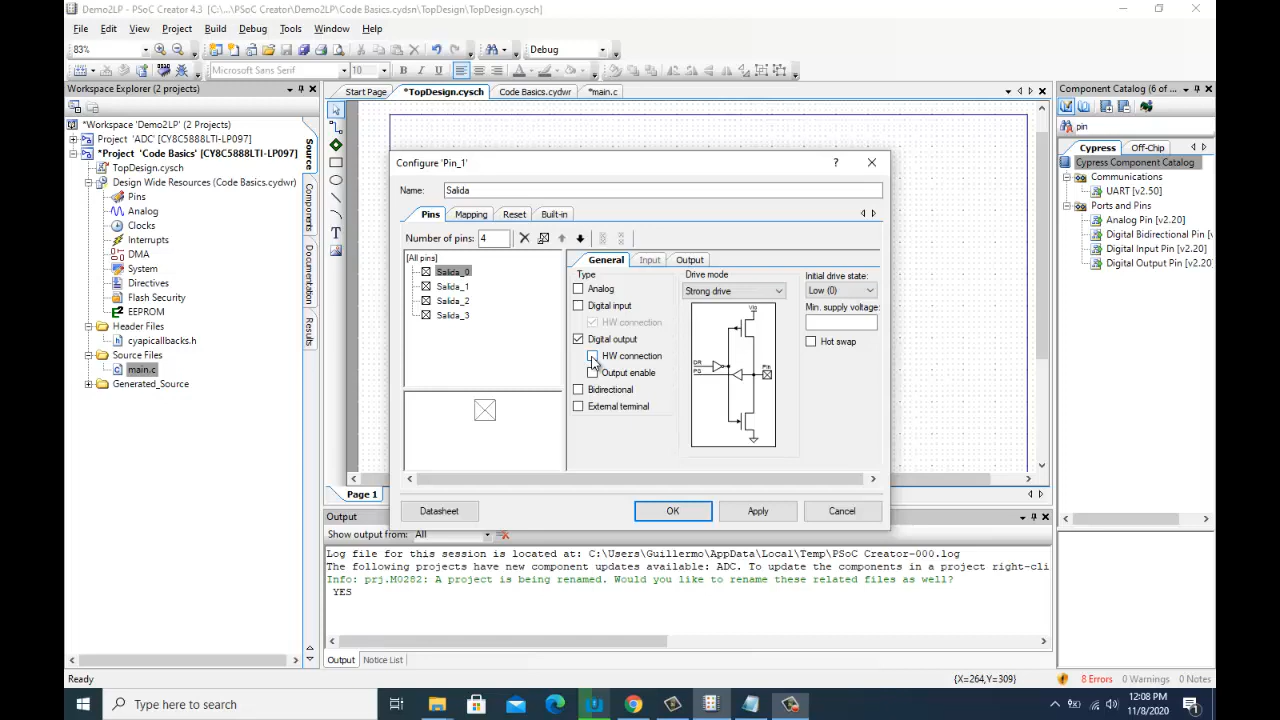 Demo2LP - PSoC Creator 4.3 [C:\...\PSoC Creator\Demo2LP\Code Basics.cydsn\TopDesign\TopDesign.cysch]
File Edit View Project Build Debug Tools Window Help
83% Debug
Microsoft Sans Serif 10 B I U A
Workspace Explorer (2 projects)
Start Page *TopDesign.cysch Code Basics.cydwr *main.c
Component Catalog (6 of ...
*Workspace 'Demo2LP' (2 Projects)
Project 'ADC' [CY8C5888LTI-LP097]
*Project 'Code Basics' [CY8C5888LTI-LP097]
TopDesign.cysch
Design Wide Resources (Code Basics.cydwr)
Pins
Analog
Clocks
Interrupts
DMA
System
Directives
Flash Security
EEPROM
Header Files
cyapicallbacks.h
Source Files
main.c
Generated_Source
Source
Components
Documentation
Results
T
Configure 'Pin_1'
?
Name: Salida
Pins Mapping Reset Built-in
Number of pins: 4
[All pins]
Salida_0
Salida_1
Salida_2
Salida_3
General Input Output
Type
Analog
Digital input
HW connection
Digital output
HW connection
Output enable
Bidirectional
External terminal
Drive mode
Strong drive
Vio
DR
PS
Pin
Initial drive state:
Low (0)
Min. supply voltage:
Hot swap
Datasheet OK Apply Cancel
pin
Cypress Off-Chip
Cypress Component Catalog
Communications
UART [v2.50]
Ports and Pins
Analog Pin [v2.20]
Digital Bidirectional Pin [v
Digital Input Pin [v2.20]
Digital Output Pin [v2.20]
Page 1
Output
Show output from: All
Log file for this session is located at: C:\Users\Guillermo\AppData\Local\Temp\PSoC Creator-000.log
The following projects have new component updates available: ADC. To update the components in a project right-cli
Info: prj.M0282: A project is being renamed. Would you like to rename these related files as well?
YES
Output Notice List
Ready {X=264,Y=309} 8 Errors 0 Warnings 0 Notes
Type here to search
12:08 PM
11/8/2020
1